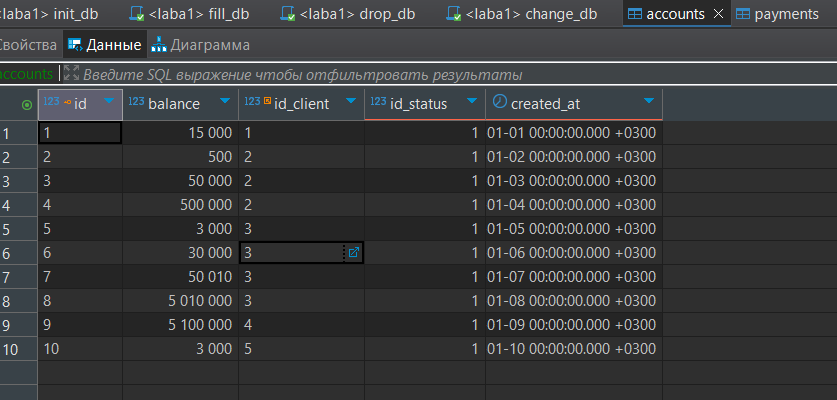 <laba1> init_db <laba1> fill_db <laba1> drop_db <laba1> change_db accounts payments
Свойства Данные Диаграмма
accounts Введите SQL выражение чтобы отфильтровать результаты
123 id 123 balance 123 id_client 123 id_status created_at
1 1 15 000 1 1 01-01 00:00:00.000 +0300
2 2 500 2 1 01-02 00:00:00.000 +0300
3 3 50 000 2 1 01-03 00:00:00.000 +0300
4 4 500 000 2 1 01-04 00:00:00.000 +0300
5 5 3 000 3 1 01-05 00:00:00.000 +0300
6 6 30 000 3 1 01-06 00:00:00.000 +0300
7 7 50 010 3 1 01-07 00:00:00.000 +0300
8 8 5 010 000 3 1 01-08 00:00:00.000 +0300
9 9 5 100 000 4 1 01-09 00:00:00.000 +0300
10 10 3 000 5 1 01-10 00:00:00.000 +0300